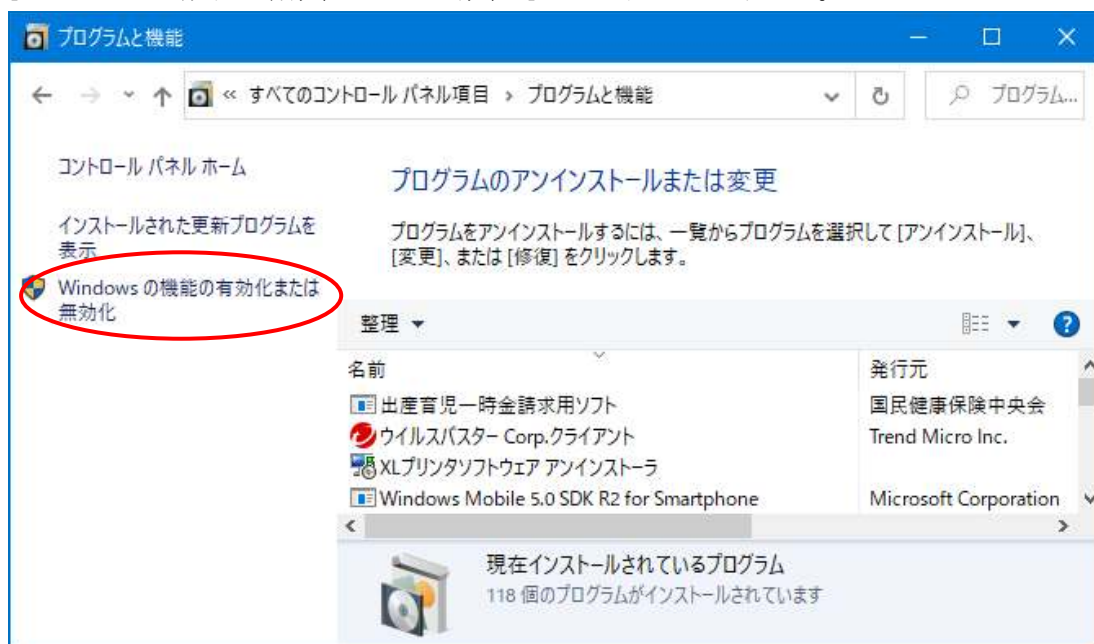 プログラムと機能
« すべてのコントロール パネル項目 › プログラムと機能
プログラム...
コントロール パネル ホーム
インストールされた更新プログラムを
表示
Windows の機能の有効化または
無効化
プログラムのアンインストールまたは変更
プログラムをアンインストールするには、一覧からプログラムを選択して [アンインストール]、
[変更]、または [修復] をクリックします。
整理
名前 発行元
出産育児一時金請求用ソフト 国民健康保険中央会
ウイルスバスター Corp.クライアント Trend Micro Inc.
XLプリンタソフトウェア アンインストーラ
Windows Mobile 5.0 SDK R2 for Smartphone Microsoft Corporation
現在インストールされているプログラム
118 個のプログラムがインストールされています